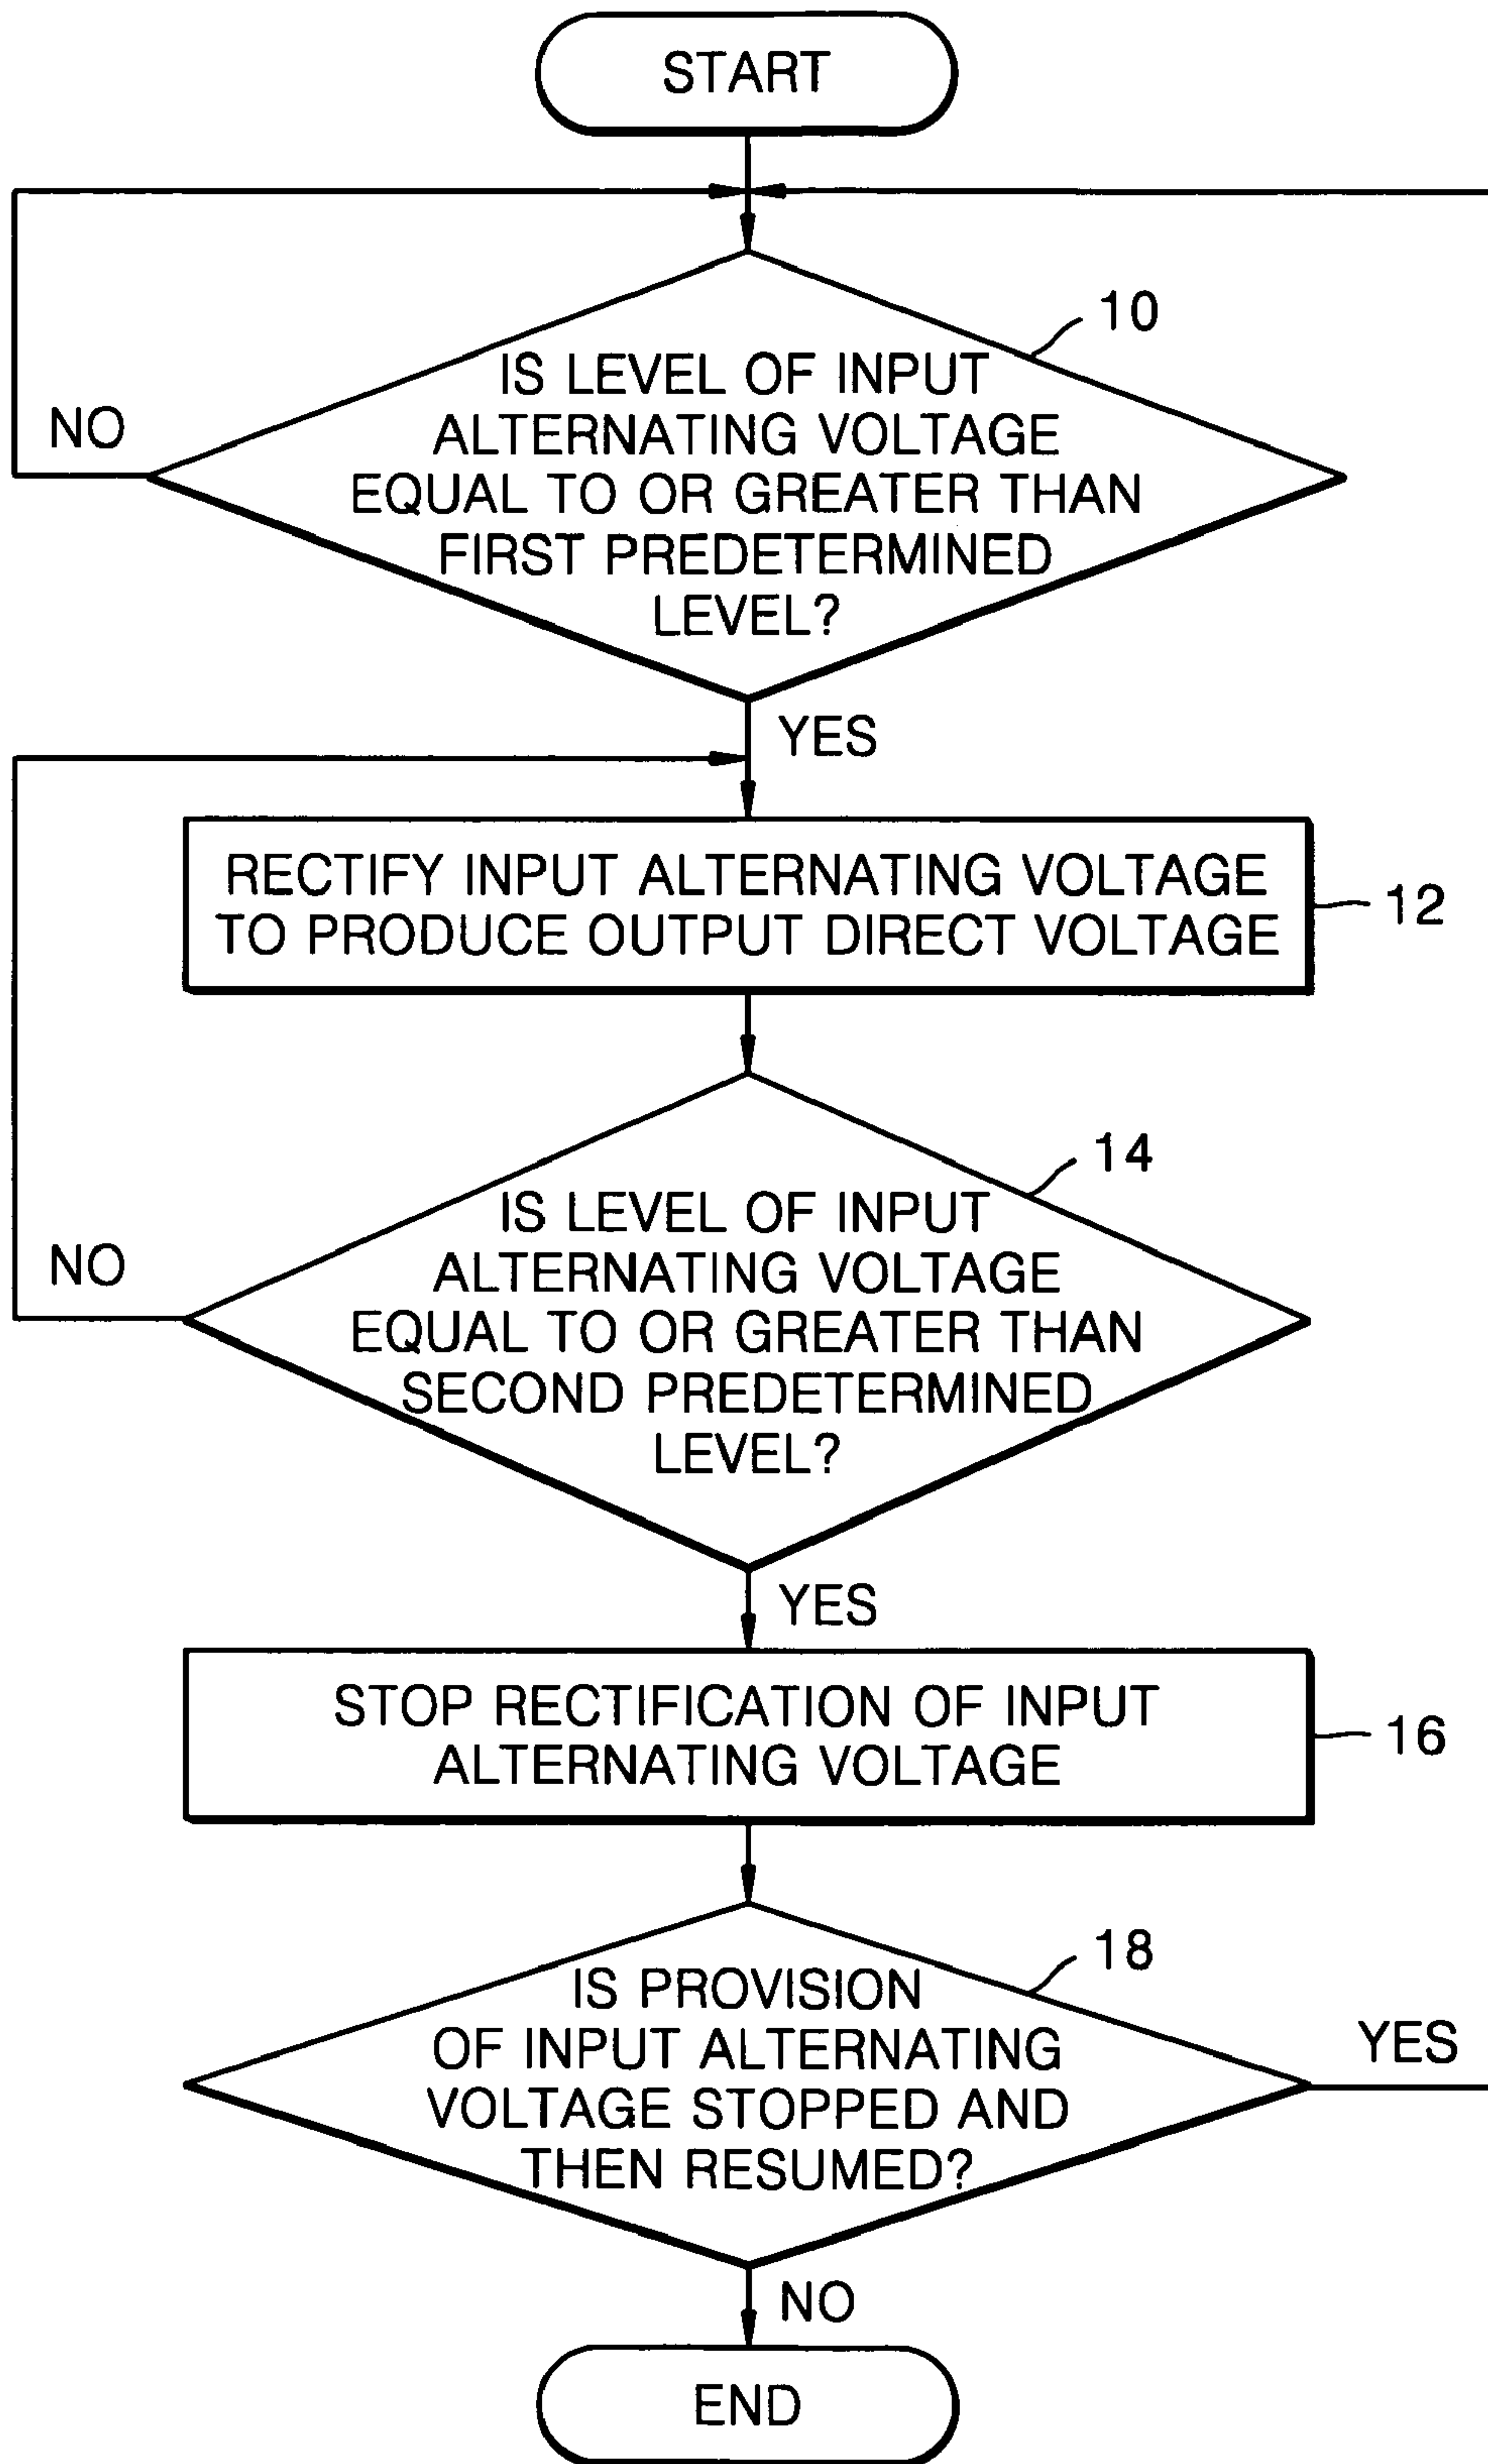 START
10
IS LEVEL OF INPUT
ALTERNATING VOLTAGE
EQUAL TO OR GREATER THAN
FIRST PREDETERMINED
LEVEL?
NO
YES
RECTIFY INPUT ALTERNATING VOLTAGE
TO PRODUCE OUTPUT DIRECT VOLTAGE
12
14
IS LEVEL OF INPUT
ALTERNATING VOLTAGE
EQUAL TO OR GREATER THAN
SECOND PREDETERMINED
LEVEL?
NO
YES
STOP RECTIFICATION OF INPUT
ALTERNATING VOLTAGE
16
18
IS PROVISION
OF INPUT ALTERNATING
VOLTAGE STOPPED AND
THEN RESUMED?
YES
NO
END